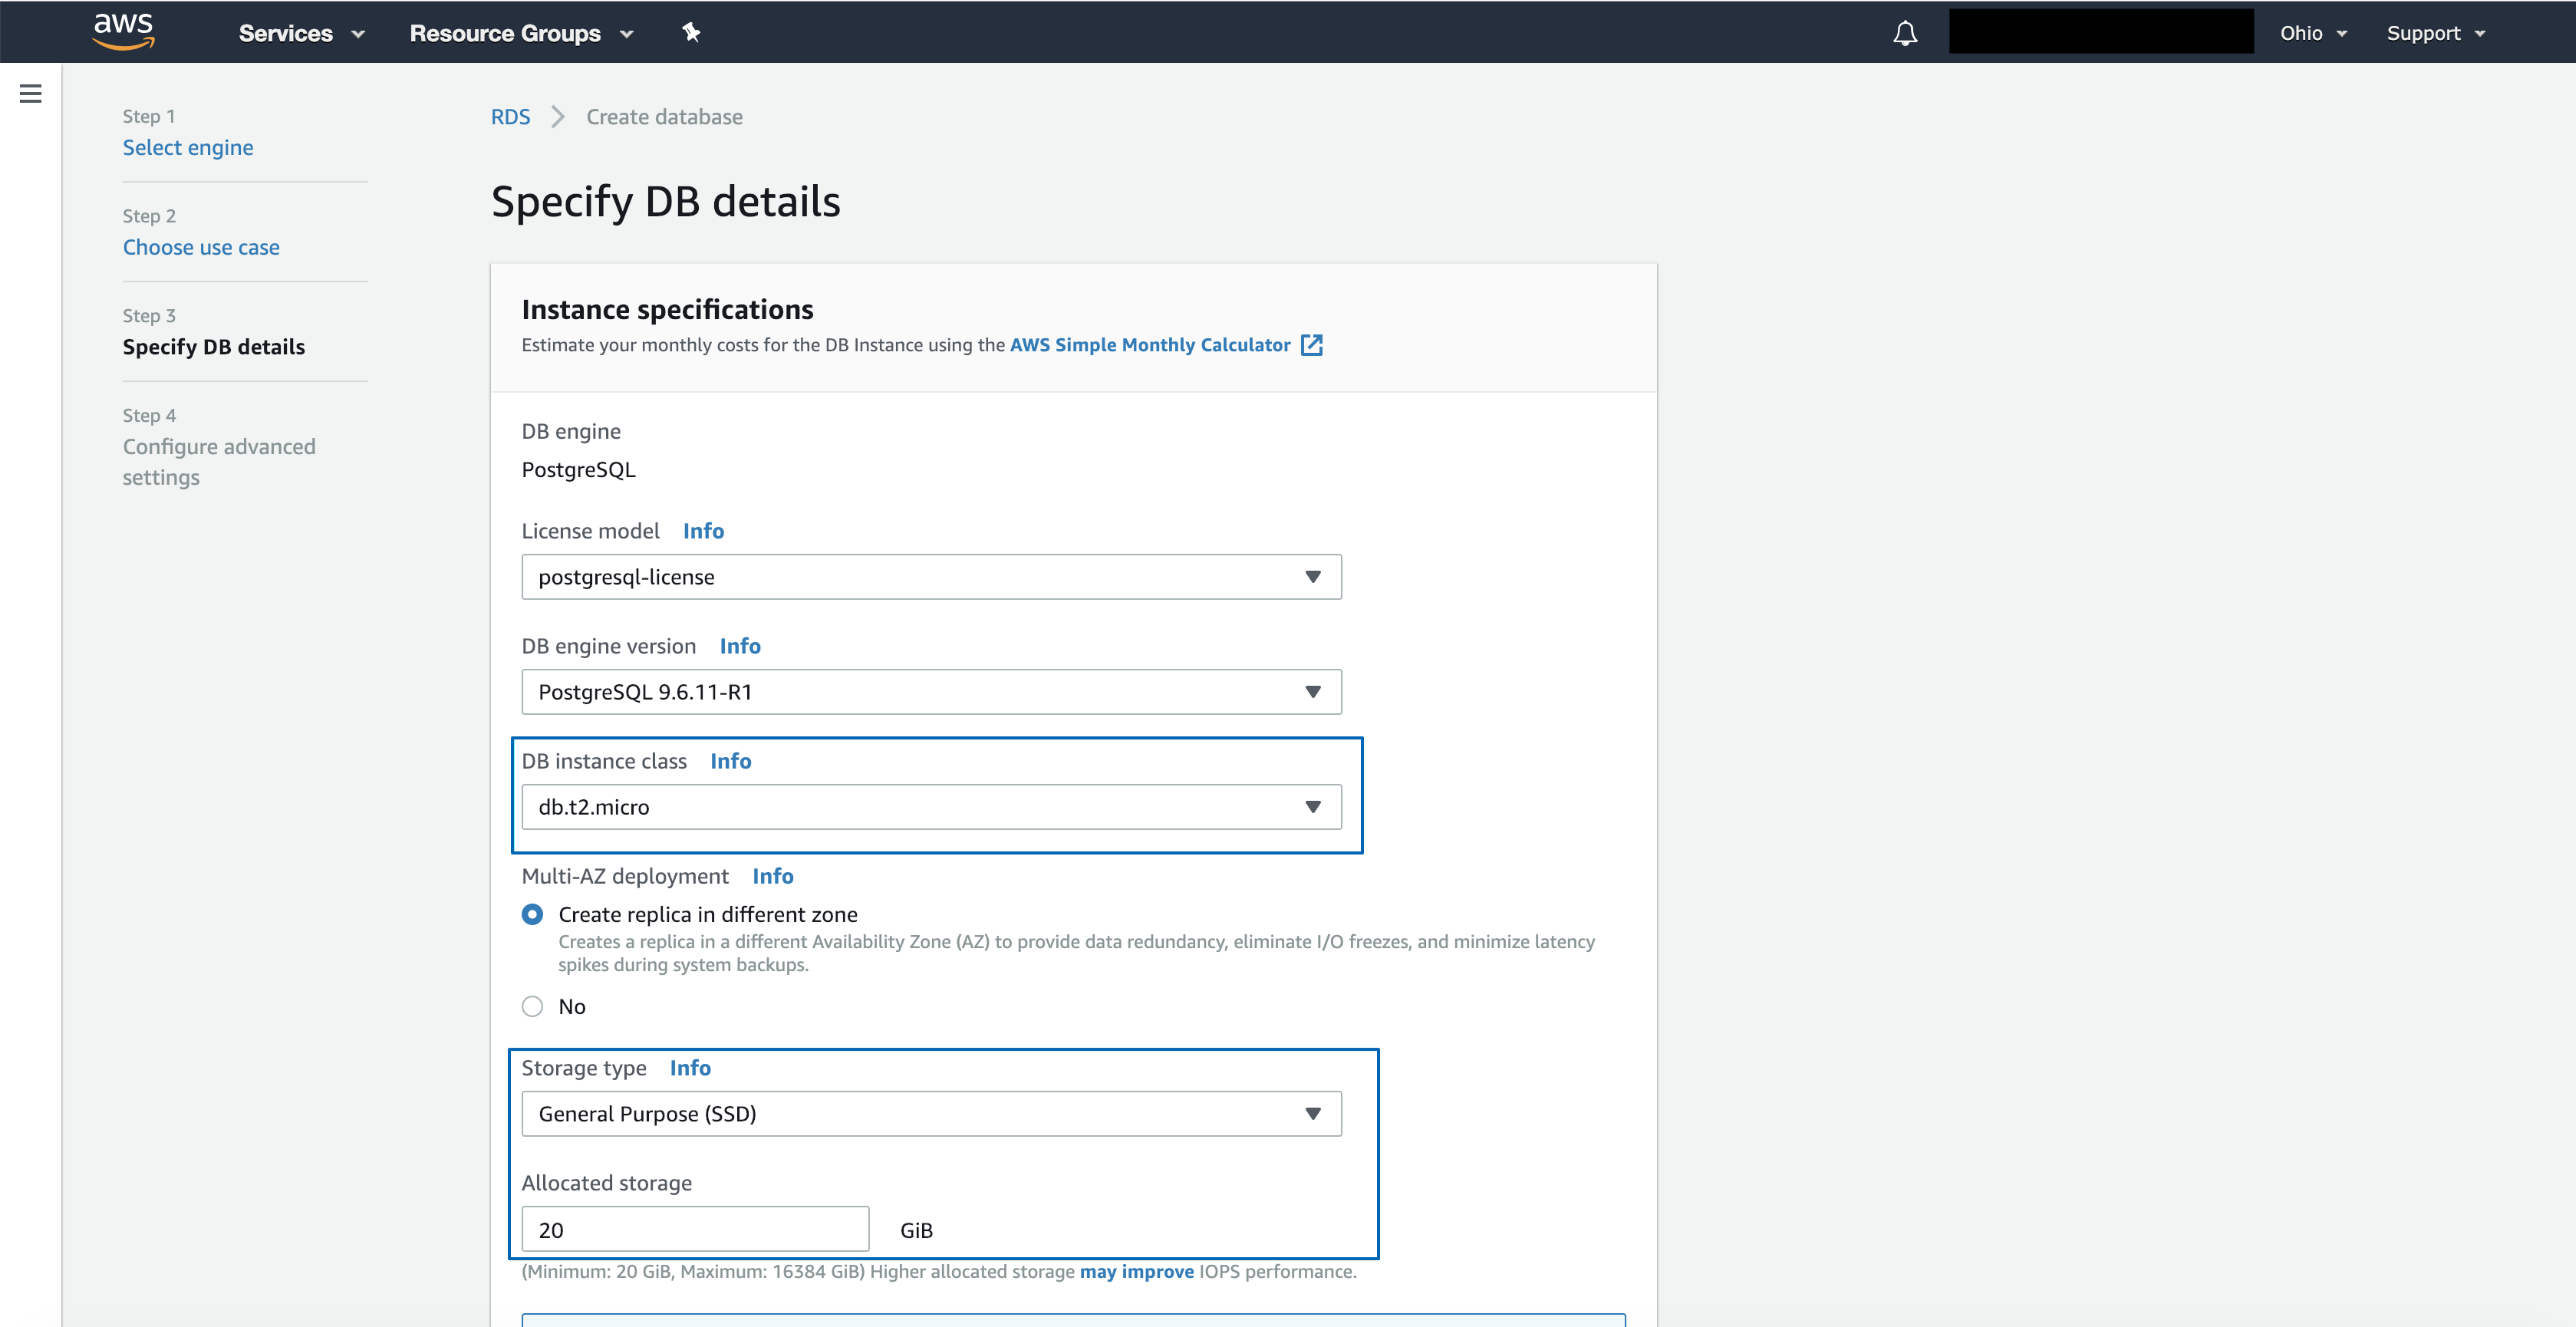 aws Services Resource Groups Ohio Support
Step 1
Select engine
Step 2
Choose use case
Step 3
Specify DB details
Step 4
Configure advanced
settings
RDS Create database
Specify DB details
Instance specifications
Estimate your monthly costs for the DB Instance using the AWS Simple Monthly Calculator
DB engine
PostgreSQL
License model Info
postgresql-license
DB engine version Info
PostgreSQL 9.6.11-R1
DB instance class Info
db.t2.micro
Multi-AZ deployment Info
Create replica in different zone
Creates a replica in a different Availability Zone (AZ) to provide data redundancy, eliminate I/O freezes, and minimize latency
spikes during system backups.
No
Storage type Info
General Purpose (SSD)
Allocated storage
20 GiB
(Minimum: 20 GiB, Maximum: 16384 GiB) Higher allocated storage may improve IOPS performance.